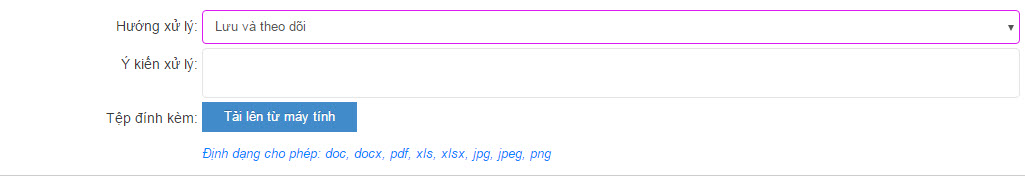 Hướng xử lý: Lưu và theo dõi
Ý kiến xử lý:
Tệp đính kèm: Tải lên từ máy tính
Định dạng cho phép: doc, docx, pdf, xls, xlsx, jpg, jpeg, png